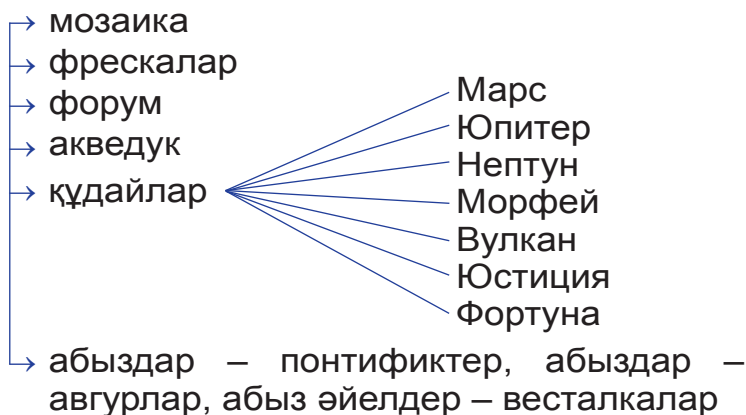 мозаика
фрескалар
форум
акведук
құдайлар
Марс
Юпитер
Нептун
Морфей
Вулкан
Юстиция
Фортуна
абыздар – понтификтер, абыздар –
авгурлар, абыз әйелдер – весталкалар